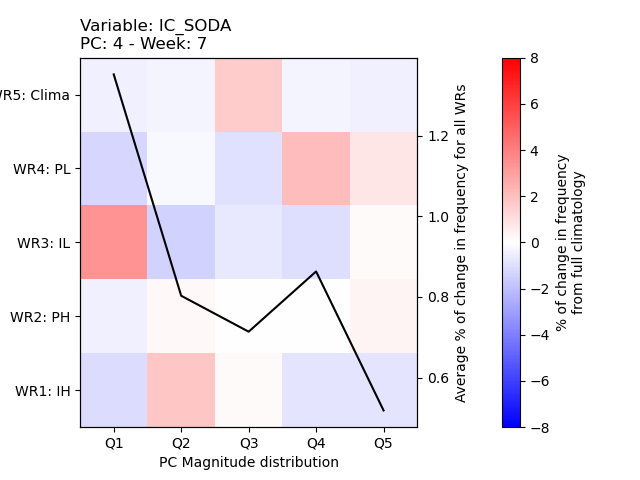 Variable: IC_SODA
PC: 4 - Week: 7
WR5: Clima
WR4: PL
WR3: IL
WR2: PH
WR1: IH
Q1 Q2 Q3 Q4 Q5
PC Magnitude distribution
1.2
1.0
0.8
0.6
Average % of change in frequency for all WRs
8
6
4
2
0
−2
−4
−6
−8
% of change in frequency
from full climatology